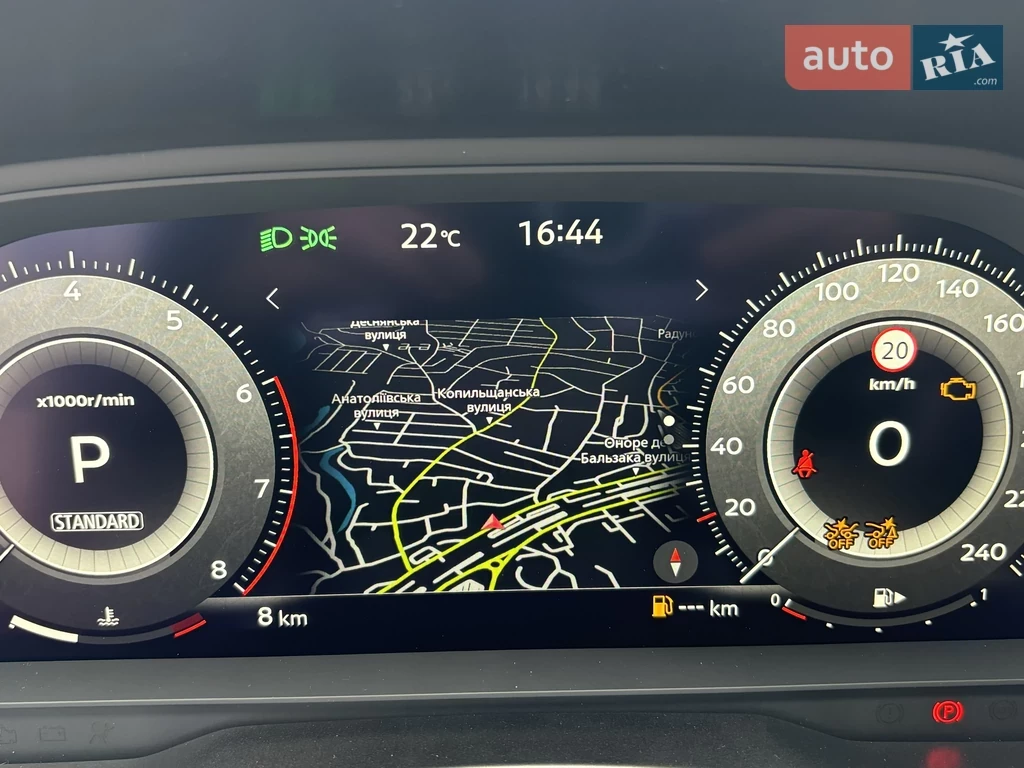 auto RIA.com
22°C 16:44
4
5
6
7
8
x1000r/min
P
STANDARD
Деснянська
вулиця
Анатоліївська
вулиця
Копильщанська
вулиця
Оноре де
Бальзака вулиця
0
20
40
60
80
100
120
140
160
240
20
km/h
0
OFF OFF
8 km
--- km
0 1
P